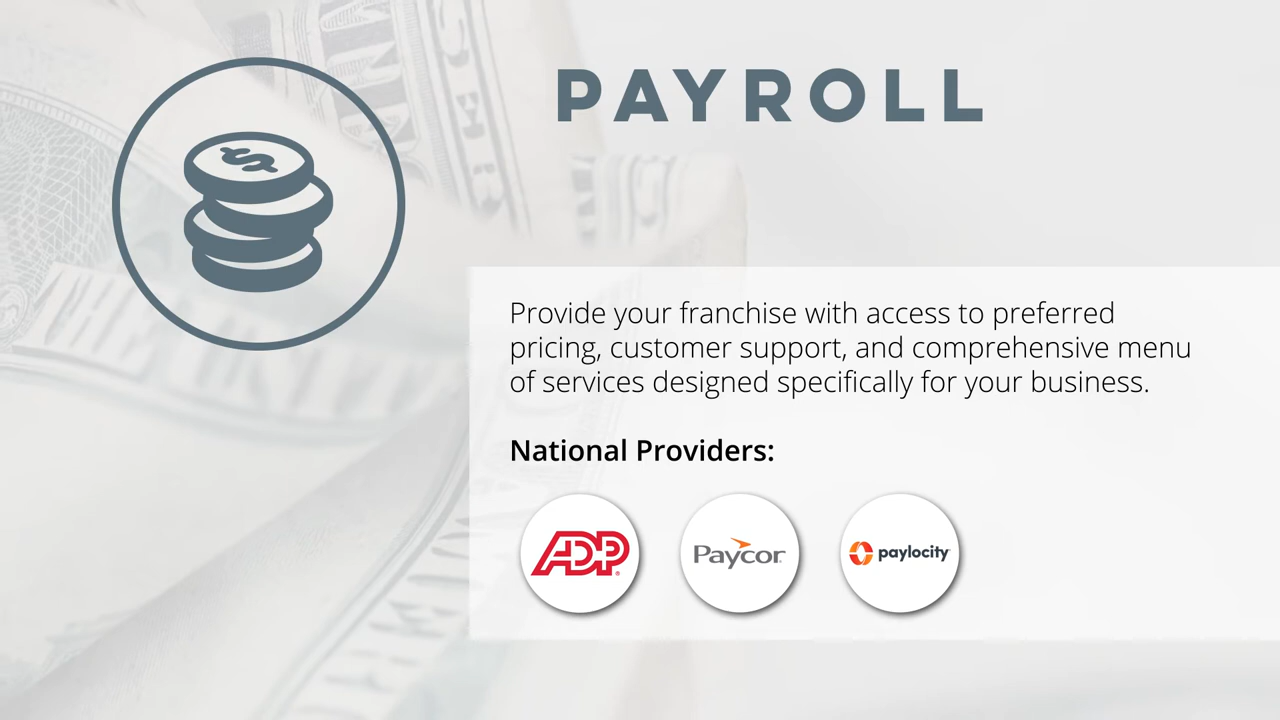 PAYROLL
$
Provide your franchise with access to preferred
pricing, customer support, and comprehensive menu
of services designed specifically for your business.
National Providers:
ADP®
Paycor
paylocity